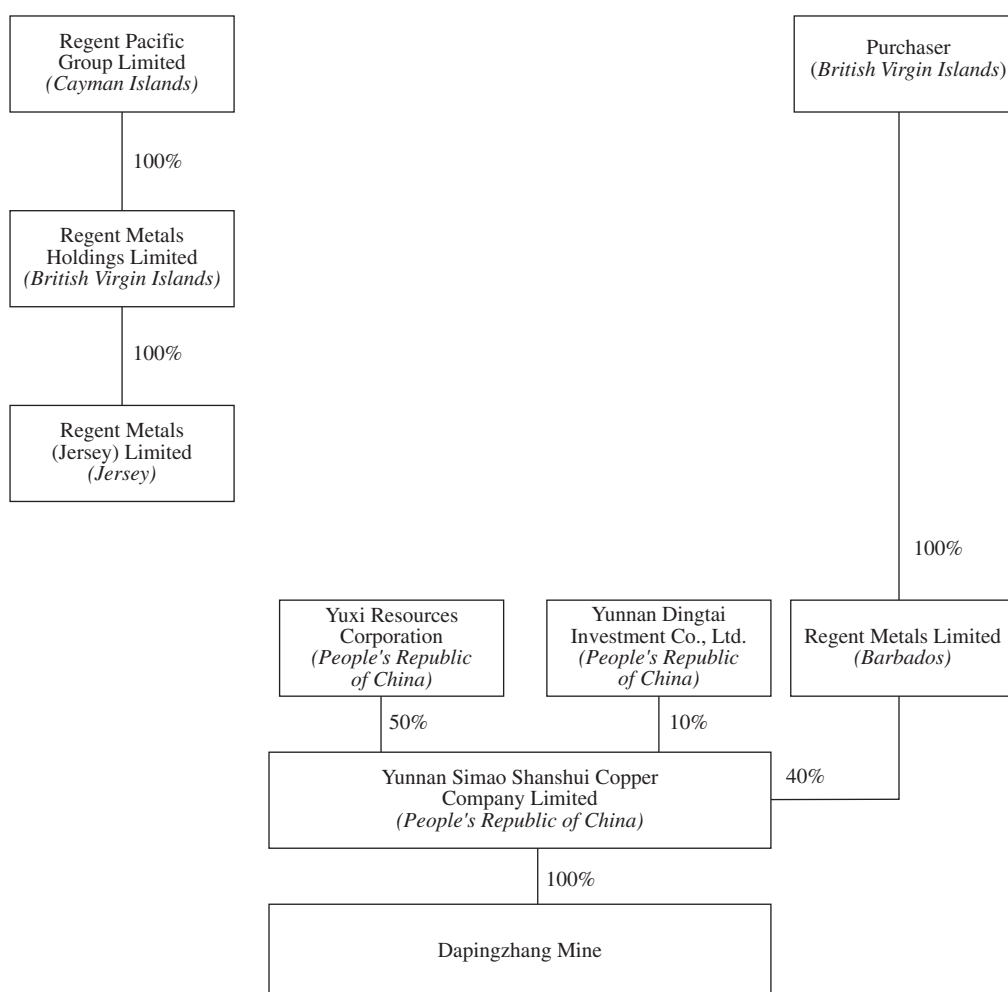 Regent Pacific
Group Limited
(Cayman Islands)
Purchaser
(British Virgin Islands)
100%
Regent Metals
Holdings Limited
(British Virgin Islands)
100%
Regent Metals
(Jersey) Limited
(Jersey)
100%
Yuxi Resources
Corporation
(People's Republic
of China)
Yunnan Dingtai
Investment Co., Ltd.
(People's Republic
of China)
Regent Metals Limited
(Barbados)
50%
10%
40%
Yunnan Simao Shanshui Copper
Company Limited
(People's Republic of China)
100%
Dapingzhang Mine